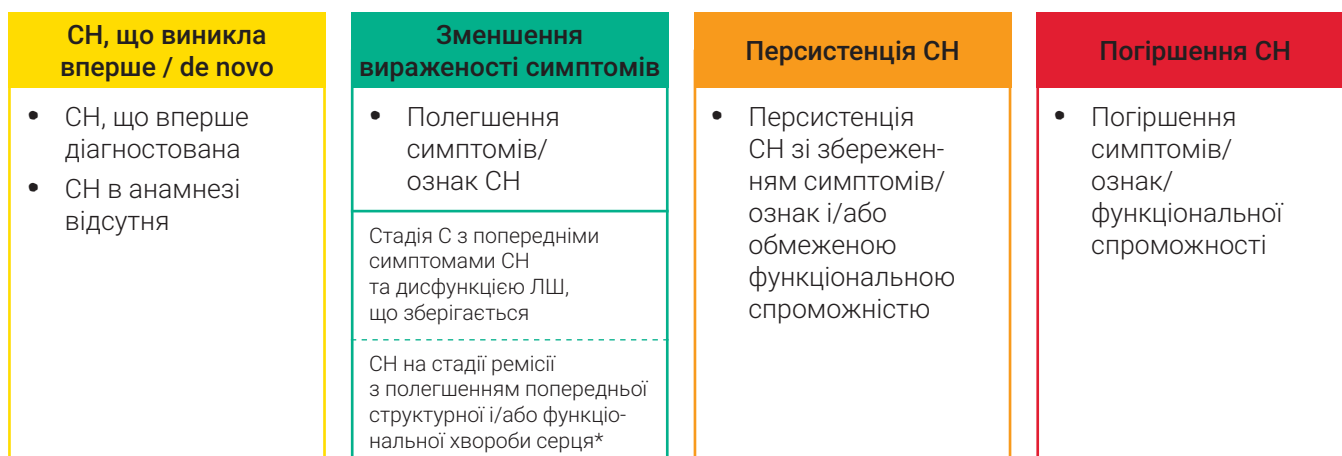 СН, що виникла
вперше / de novo
• СН, що вперше
діагностована
• СН в анамнезі
відсутня
Зменшення
вираженості симптомів
• Полегшення
симптомів/
ознак СН
Стадія С з попередніми
симптомами СН
та дисфункцією ЛШ,
що зберігається
СН на стадії ремісії
з полегшенням попередньої
структурної і/або функціо-
нальної хвороби серця*
Персистенція СН
• Персистенція
СН зі збережен-
ням симптомів/
ознак і/або
обмеженою
функціональною
спроможністю
Погіршення СН
• Погіршення
симптомів/
ознак/
функціональної
спроможності